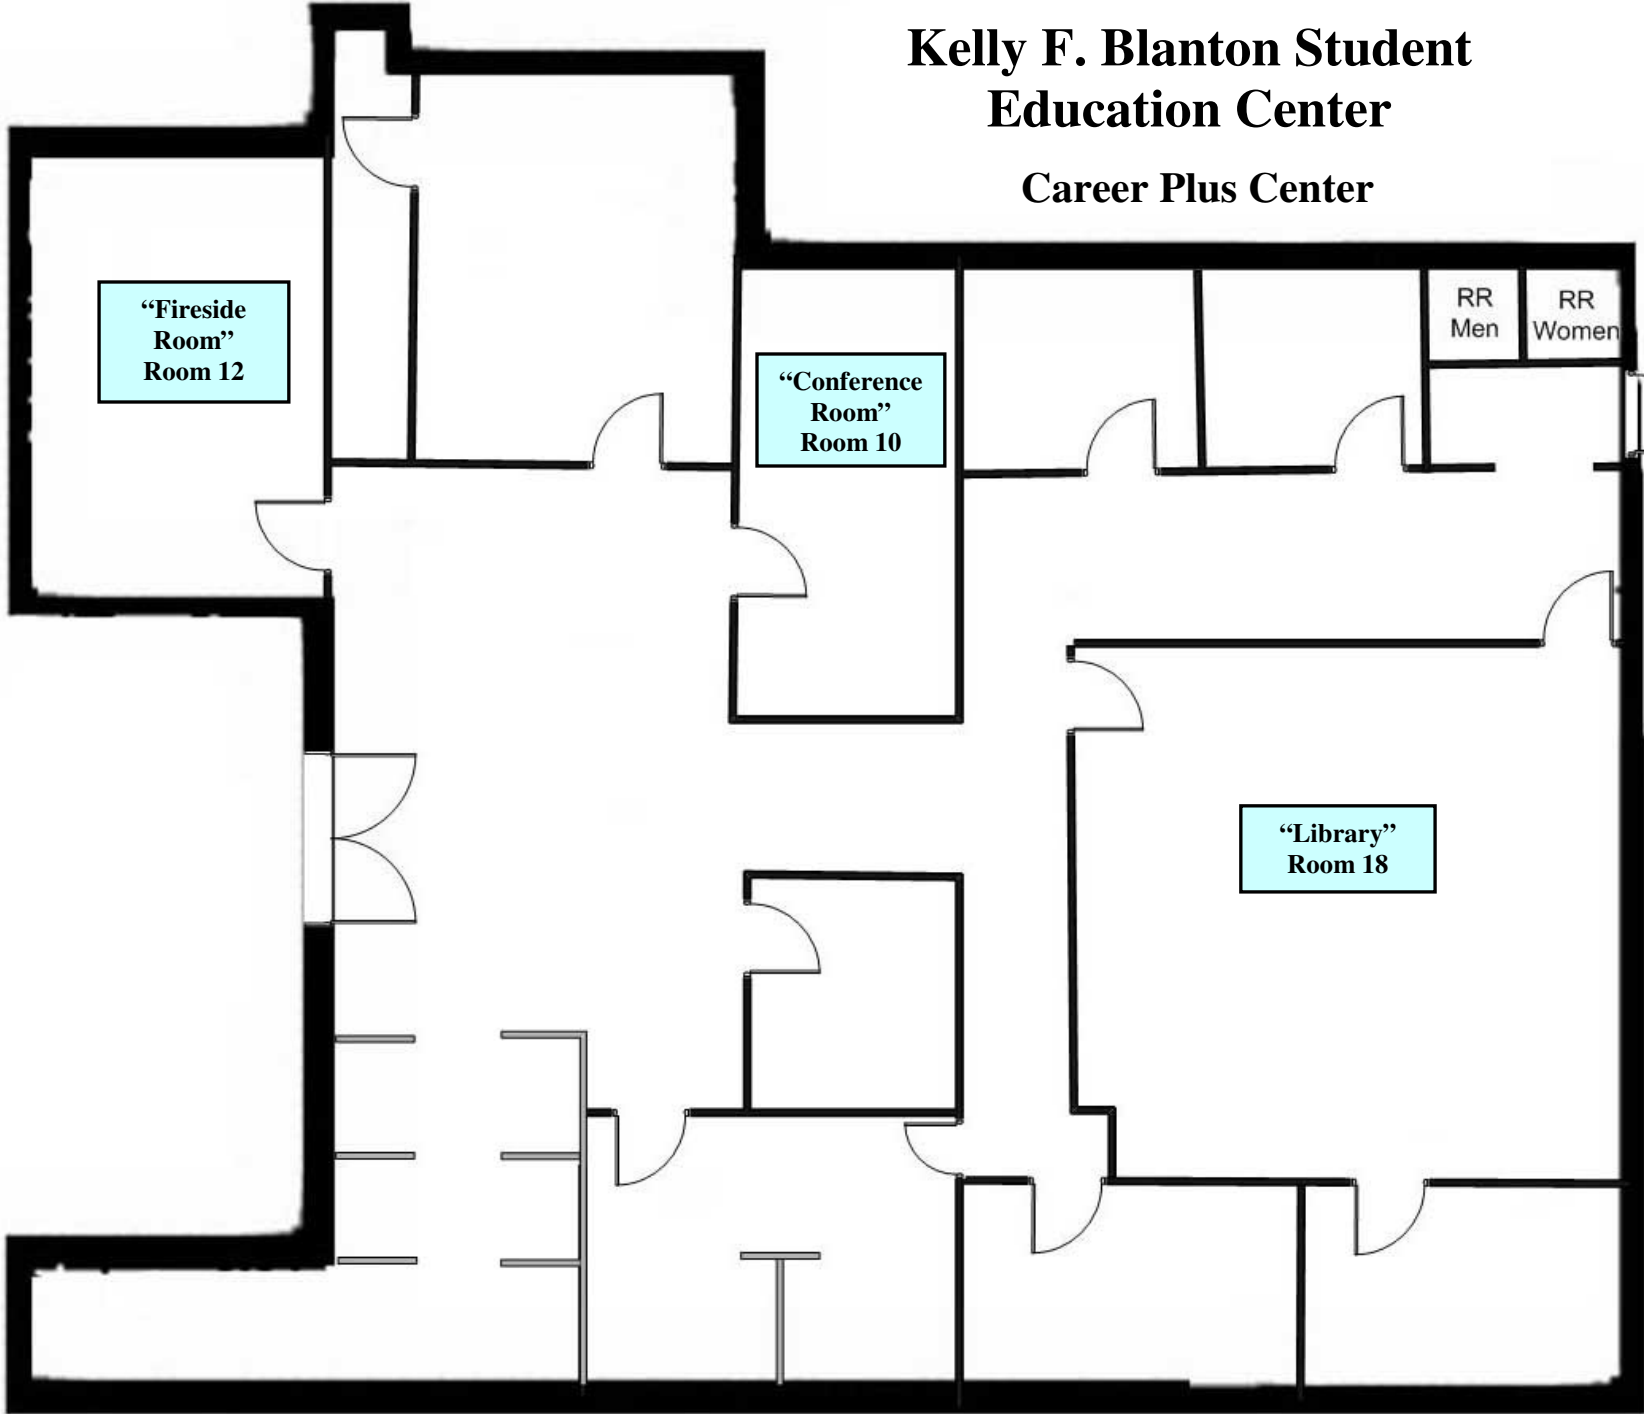 Kelly F. Blanton Student
Education Center
Career Plus Center
“Fireside
Room”
Room 12
“Conference
Room”
Room 10
RR
Men
RR
Women
“Library”
Room 18